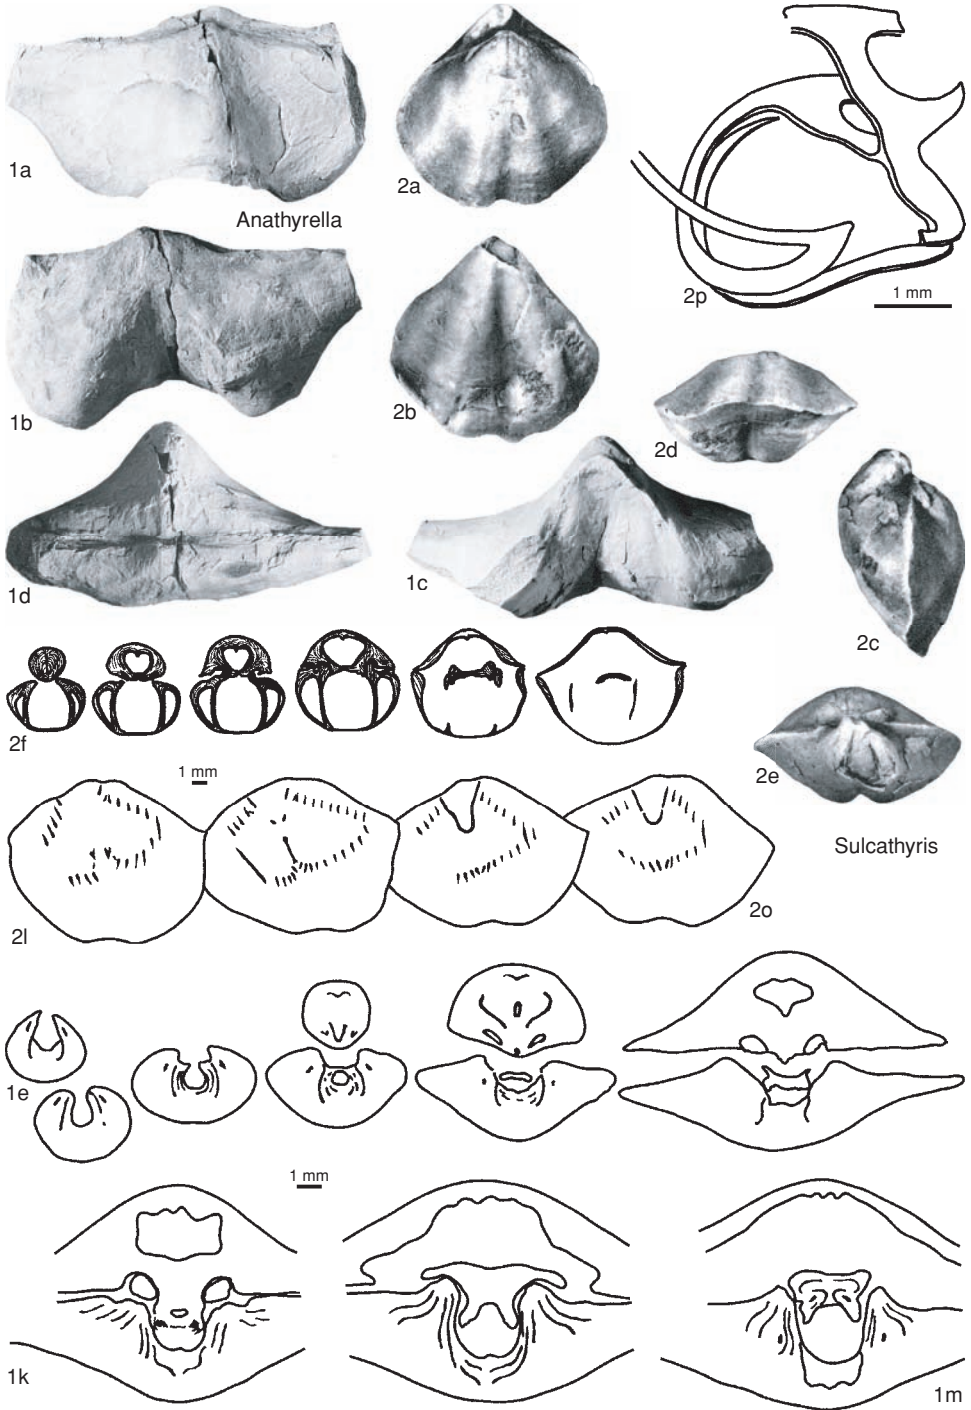 1a
Anathyrella
2a
2p
1 mm
1b
2b
2d
1d
1c
2c
2f
2e
1 mm
Sulcathyris
2l
2o
1e
1 mm
1k
1m